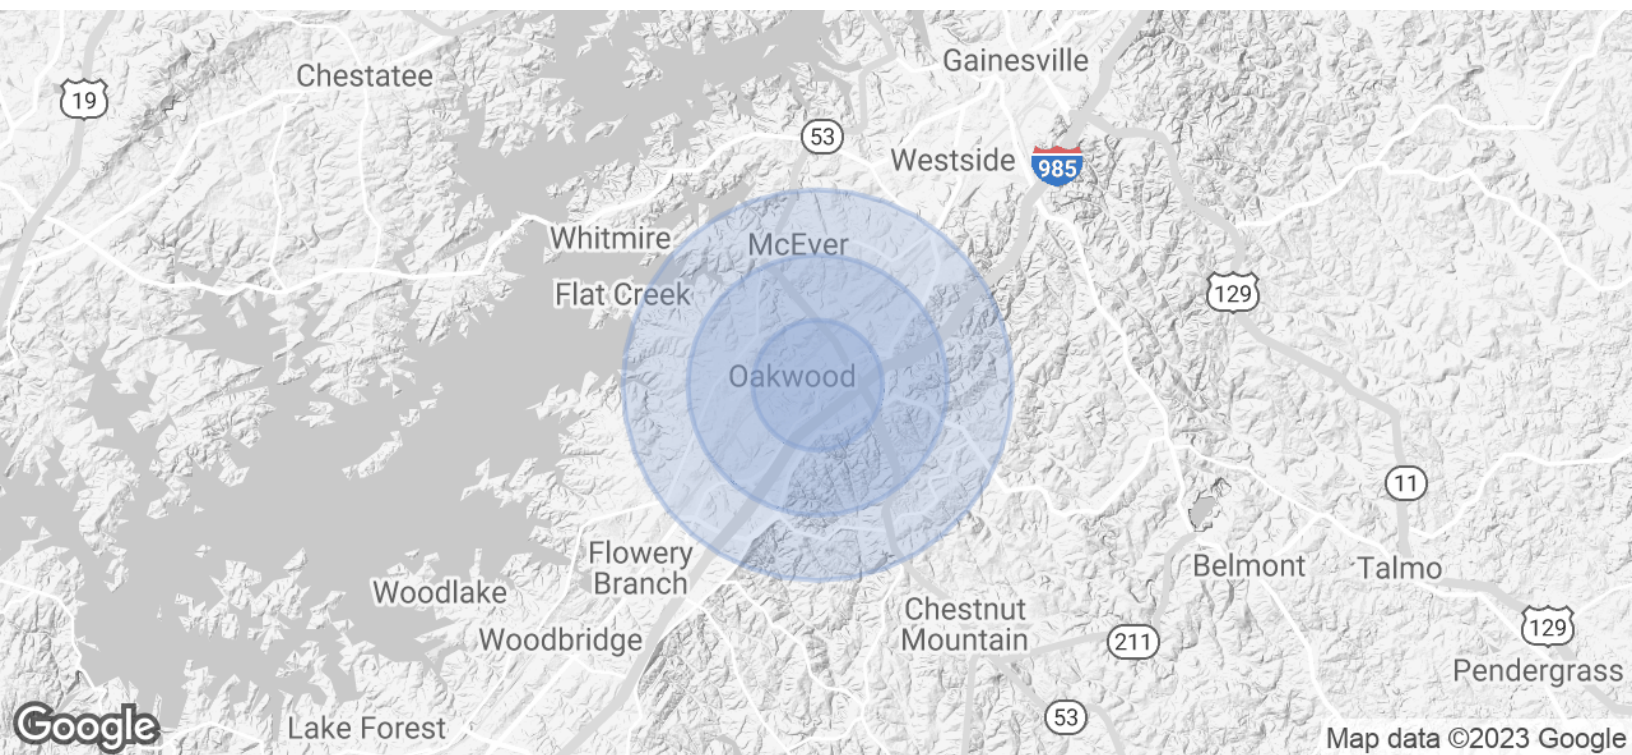 Gainesville
Chestatee
19
53
Westside
985
Whitmire
McEver
Flat Creek
129
Oakwood
11
Flowery
Branch
Belmont
Talmo
Woodlake
Chestnut
Mountain
Woodbridge
211
129
Pendergrass
53
Lake Forest
Google
Map data ©2023 Google